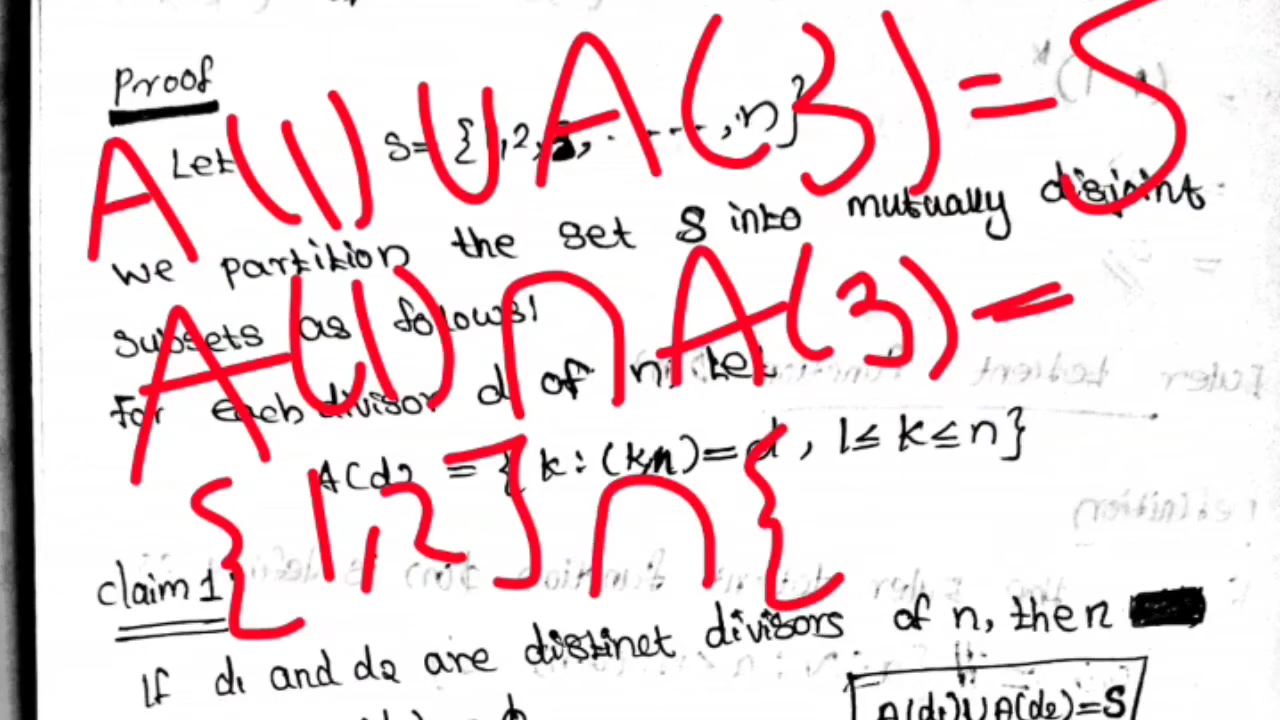 Proof
Let S={1,2,3,.....,n}
A(1)UA(3)=S
we partition the set S into mutually disjoint
subsets as follows!
A(1)∩A(3)=
For each divisor d of n, Let
A(d) = { k:(k,n)=d, 1≤ k≤n}
{1,2}∩{
claim 1
If d1 and d2 are distinct divisors of n, then
A(d1)UA(d2)=S